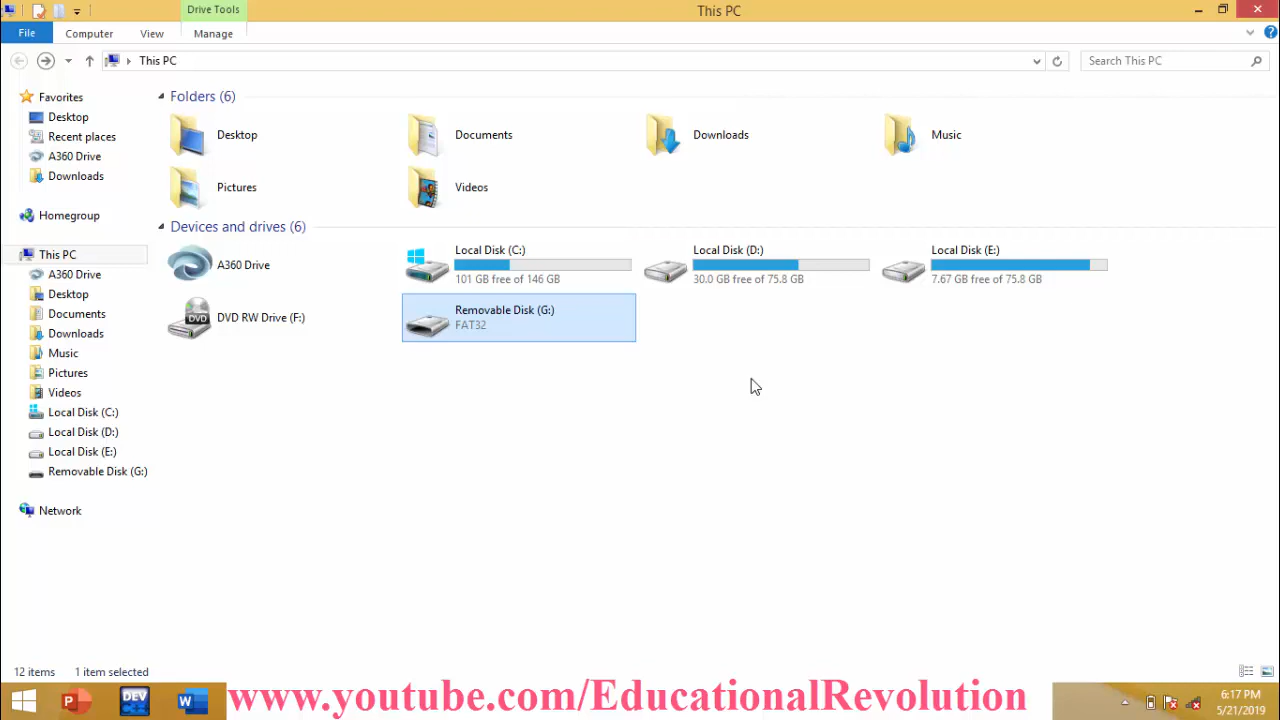 Drive Tools
This PC
File
Computer
View
Manage
This PC
Search This PC
Favorites
Desktop
Recent places
A360 Drive
Downloads
Homegroup
This PC
A360 Drive
Desktop
Documents
Downloads
Music
Pictures
Videos
Local Disk (C:)
Local Disk (D:)
Local Disk (E:)
Removable Disk (G:)
Network
Folders (6)
Desktop
Documents
Downloads
Music
Pictures
Videos
Devices and drives (6)
A360 Drive
Local Disk (C:)
101 GB free of 146 GB
Local Disk (D:)
30.0 GB free of 75.8 GB
Local Disk (E:)
7.67 GB free of 75.8 GB
DVD
DVD RW Drive (F:)
Removable Disk (G:)
FAT32
12 items
1 item selected
DEV
www.youtube.com/EducationalRevolution
6:17 PM
5/21/2019